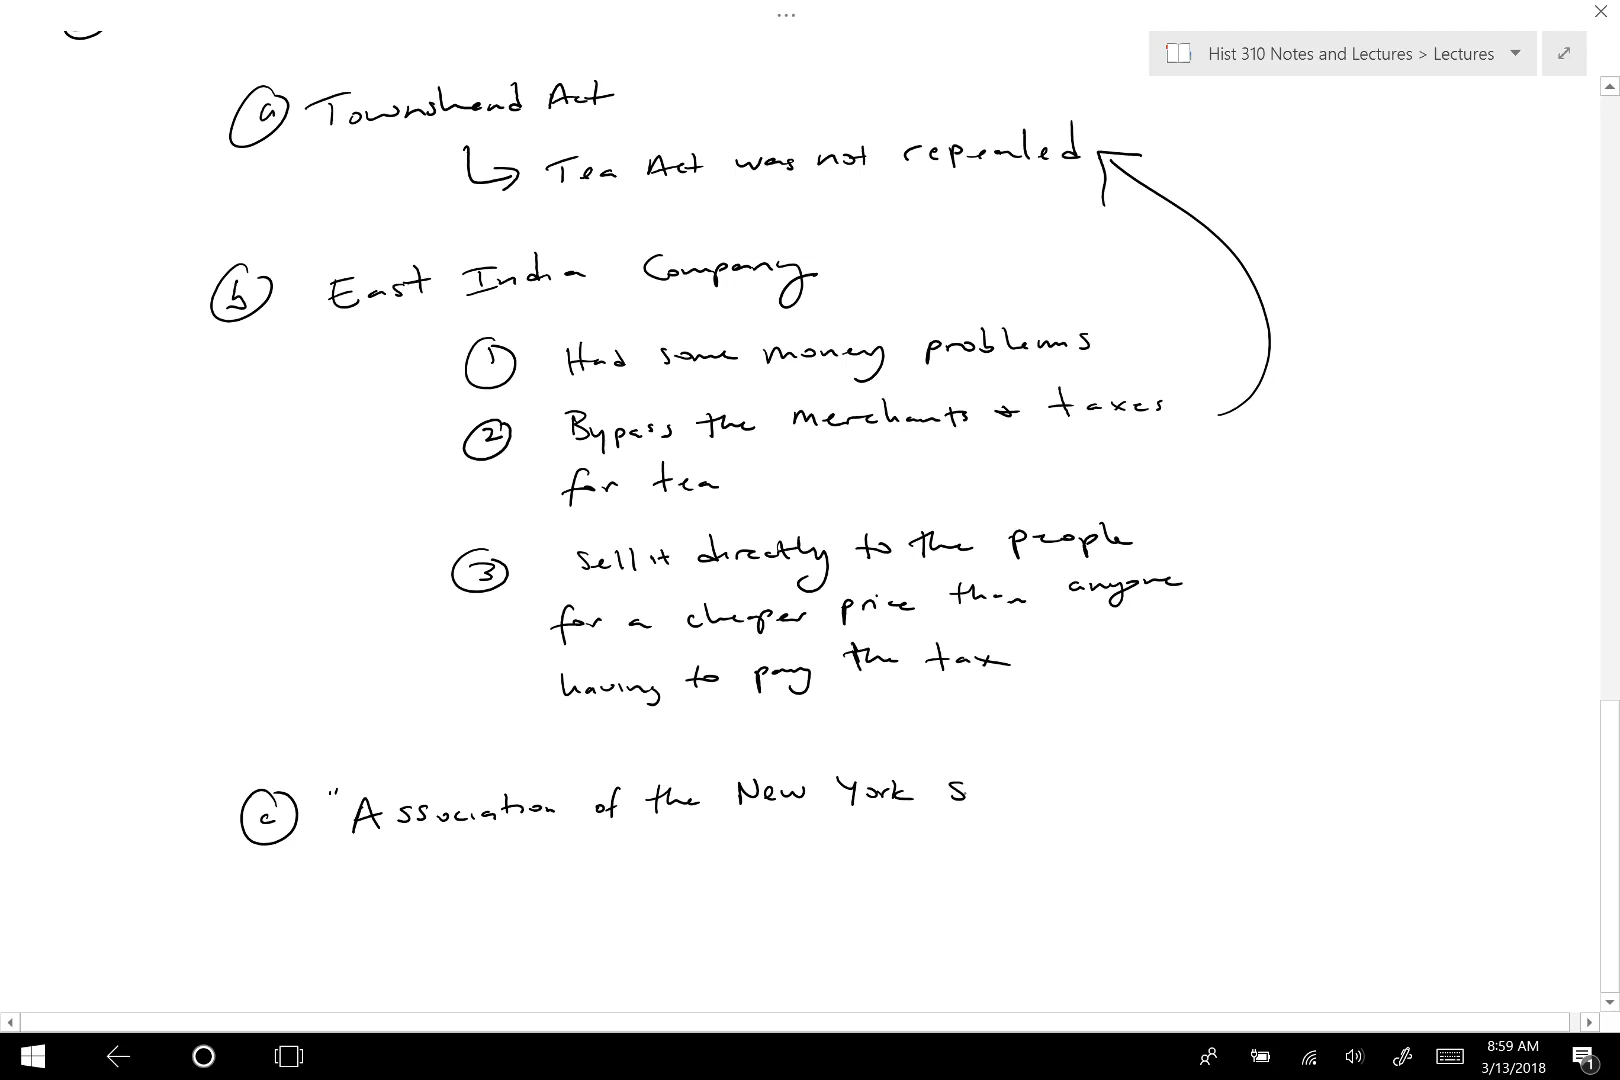 ...
Hist 310 Notes and Lectures > Lectures
a Townshend Act
↳ Tea Act was not repealed
b East India Company
1 Had some money problems
2 Bypass the merchants + taxes
for tea
3 Sell it directly to the people
for a cheaper price than anyone
having to pay the tax
c "Association of the New York S
8:59 AM
3/13/2018
1